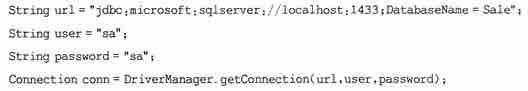 String url = "jdbc:microsoft:sqlserver://localhost:1433;DatabaseName = Sale";
String user = "sa";
String password = "sa";
Connection conn = DriverManager.getConnection(url,user,password);